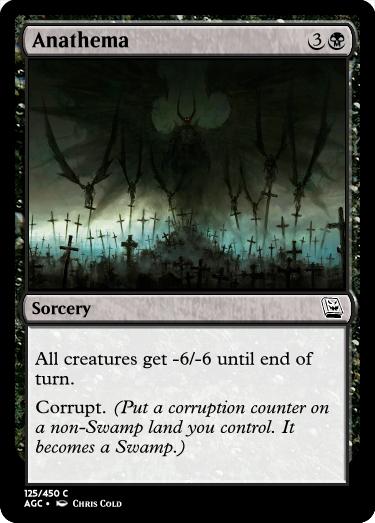 Anathema 3
Sorcery
All creatures get -6/-6 until end of
turn.
Corrupt. (Put a corruption counter on
a non-Swamp land you control. It
becomes a Swamp.)
125/450 C
AGC • Chris Cold